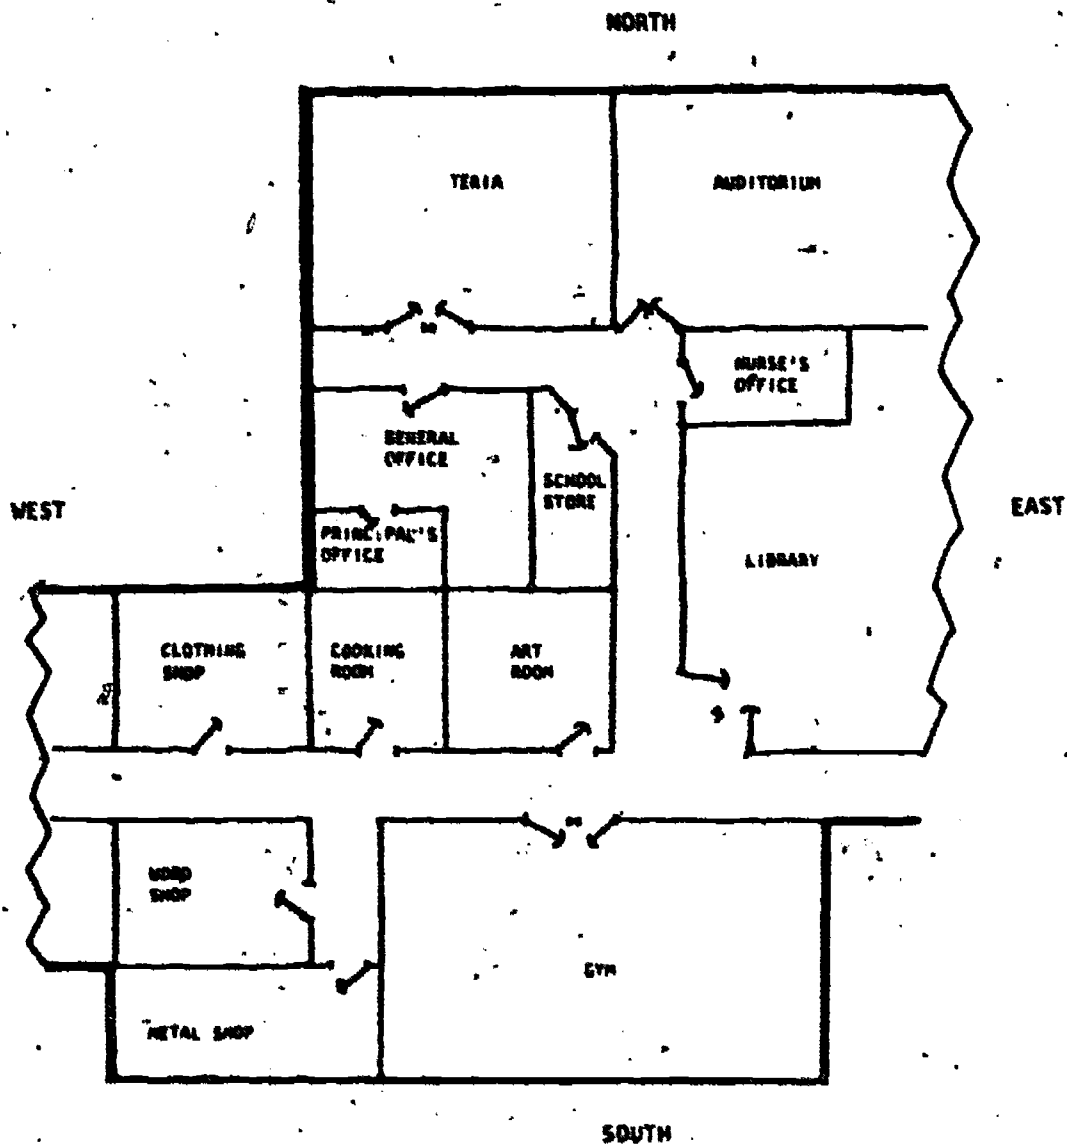 NORTH
TERIA
AUDITORIUM
NURSE'S
OFFICE
GENERAL
OFFICE
SCHOOL
STORE
WEST
EAST
PRINCIPAL'S
OFFICE
LIBRARY
CLOTHING
SHOP
COOKING
ROOM
ART
ROOM
WOOD
SHOP
GYM
METAL SHOP
SOUTH